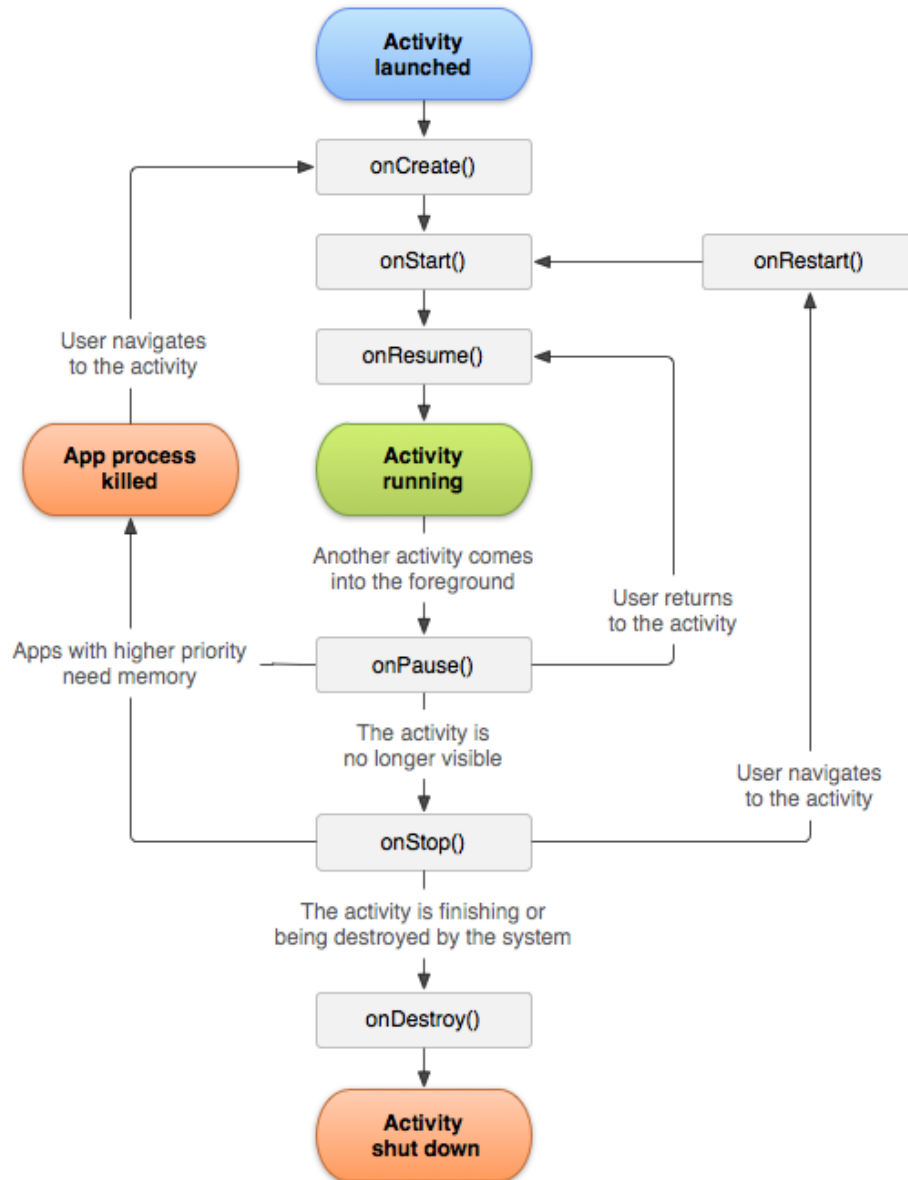 Activity
launched
onCreate()
onStart()
onRestart()
User navigates
to the activity
onResume()
App process
killed
Activity
running
Another activity comes
into the foreground
User returns
to the activity
Apps with higher priority
need memory
onPause()
The activity is
no longer visible
User navigates
to the activity
onStop()
The activity is finishing or
being destroyed by the system
onDestroy()
Activity
shut down